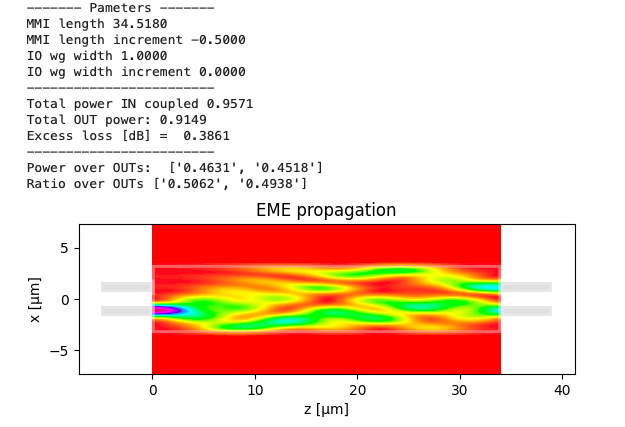 ------- Pameters -------
MMI length 34.5180
MMI length increment -0.5000
IO wg width 1.0000
IO wg width increment 0.0000
------------------------
Total power IN coupled 0.9571
Total OUT power: 0.9149
Excess loss [dB] =  0.3861
------------------------
Power over OUTs:  ['0.4631', '0.4518']
Ratio over OUTs ['0.5062', '0.4938']
EME propagation
5
0
−5
x [μm]
0 10 20 30 40
z [μm]